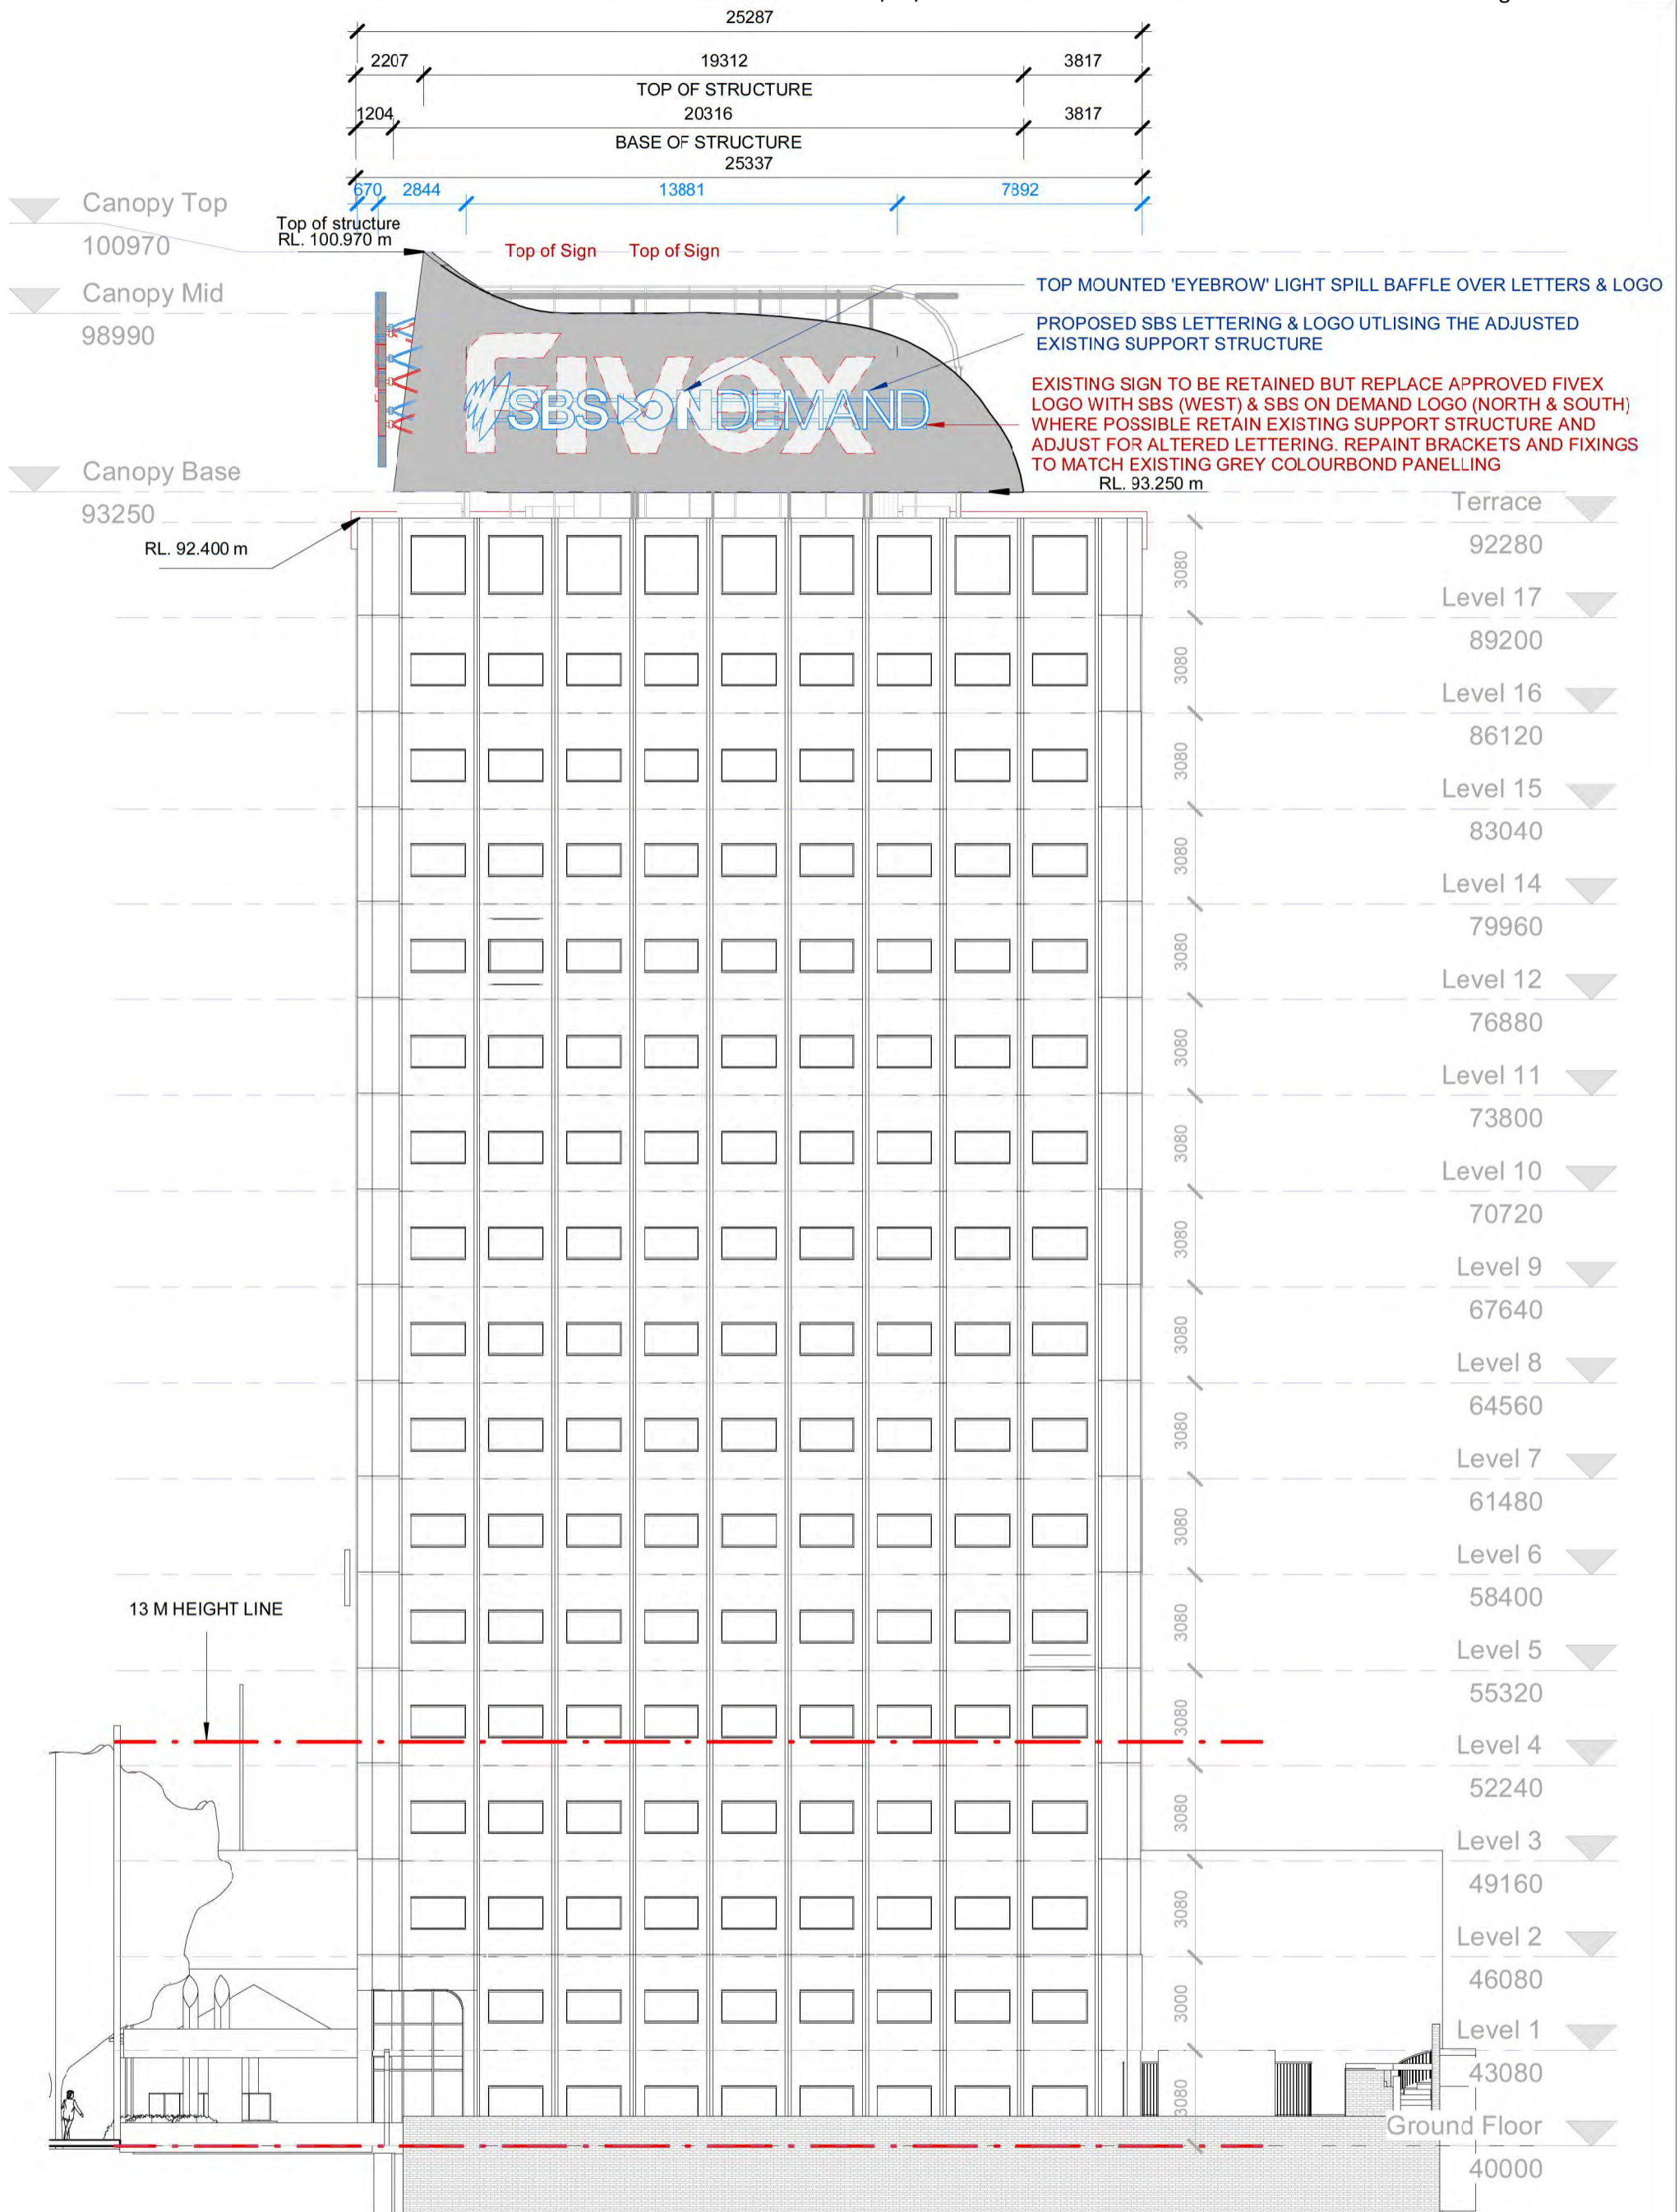 25287
2207 19312 3817
TOP OF STRUCTURE
1204 20316 3817
BASE OF STRUCTURE
25337
670 2844 13881 7892
Canopy Top
100970
Top of structure
RL. 100.970 m
Top of Sign Top of Sign
Canopy Mid
98990
TOP MOUNTED 'EYEBROW' LIGHT SPILL BAFFLE OVER LETTERS & LOGO
PROPOSED SBS LETTERING & LOGO UTLISING THE ADJUSTED
EXISTING SUPPORT STRUCTURE
FIVEX
SBS ON DEMAND
EXISTING SIGN TO BE RETAINED BUT REPLACE APPROVED FIVEX
LOGO WITH SBS (WEST) & SBS ON DEMAND LOGO (NORTH & SOUTH)
WHERE POSSIBLE RETAIN EXISTING SUPPORT STRUCTURE AND
ADJUST FOR ALTERED LETTERING. REPAINT BRACKETS AND FIXINGS
TO MATCH EXISTING GREY COLOURBOND PANELLING
Canopy Base
93250
RL. 93.250 m
RL. 92.400 m
Terrace
92280
3080
Level 17
89200
3080
Level 16
86120
3080
Level 15
83040
3080
Level 14
79960
3080
Level 12
76880
3080
Level 11
73800
3080
Level 10
70720
3080
Level 9
67640
3080
Level 8
64560
3080
Level 7
61480
3080
Level 6
58400
3080
13 M HEIGHT LINE
Level 5
55320
3080
Level 4
52240
3080
Level 3
49160
3080
Level 2
46080
3000
Level 1
43080
3080
Ground Floor
40000